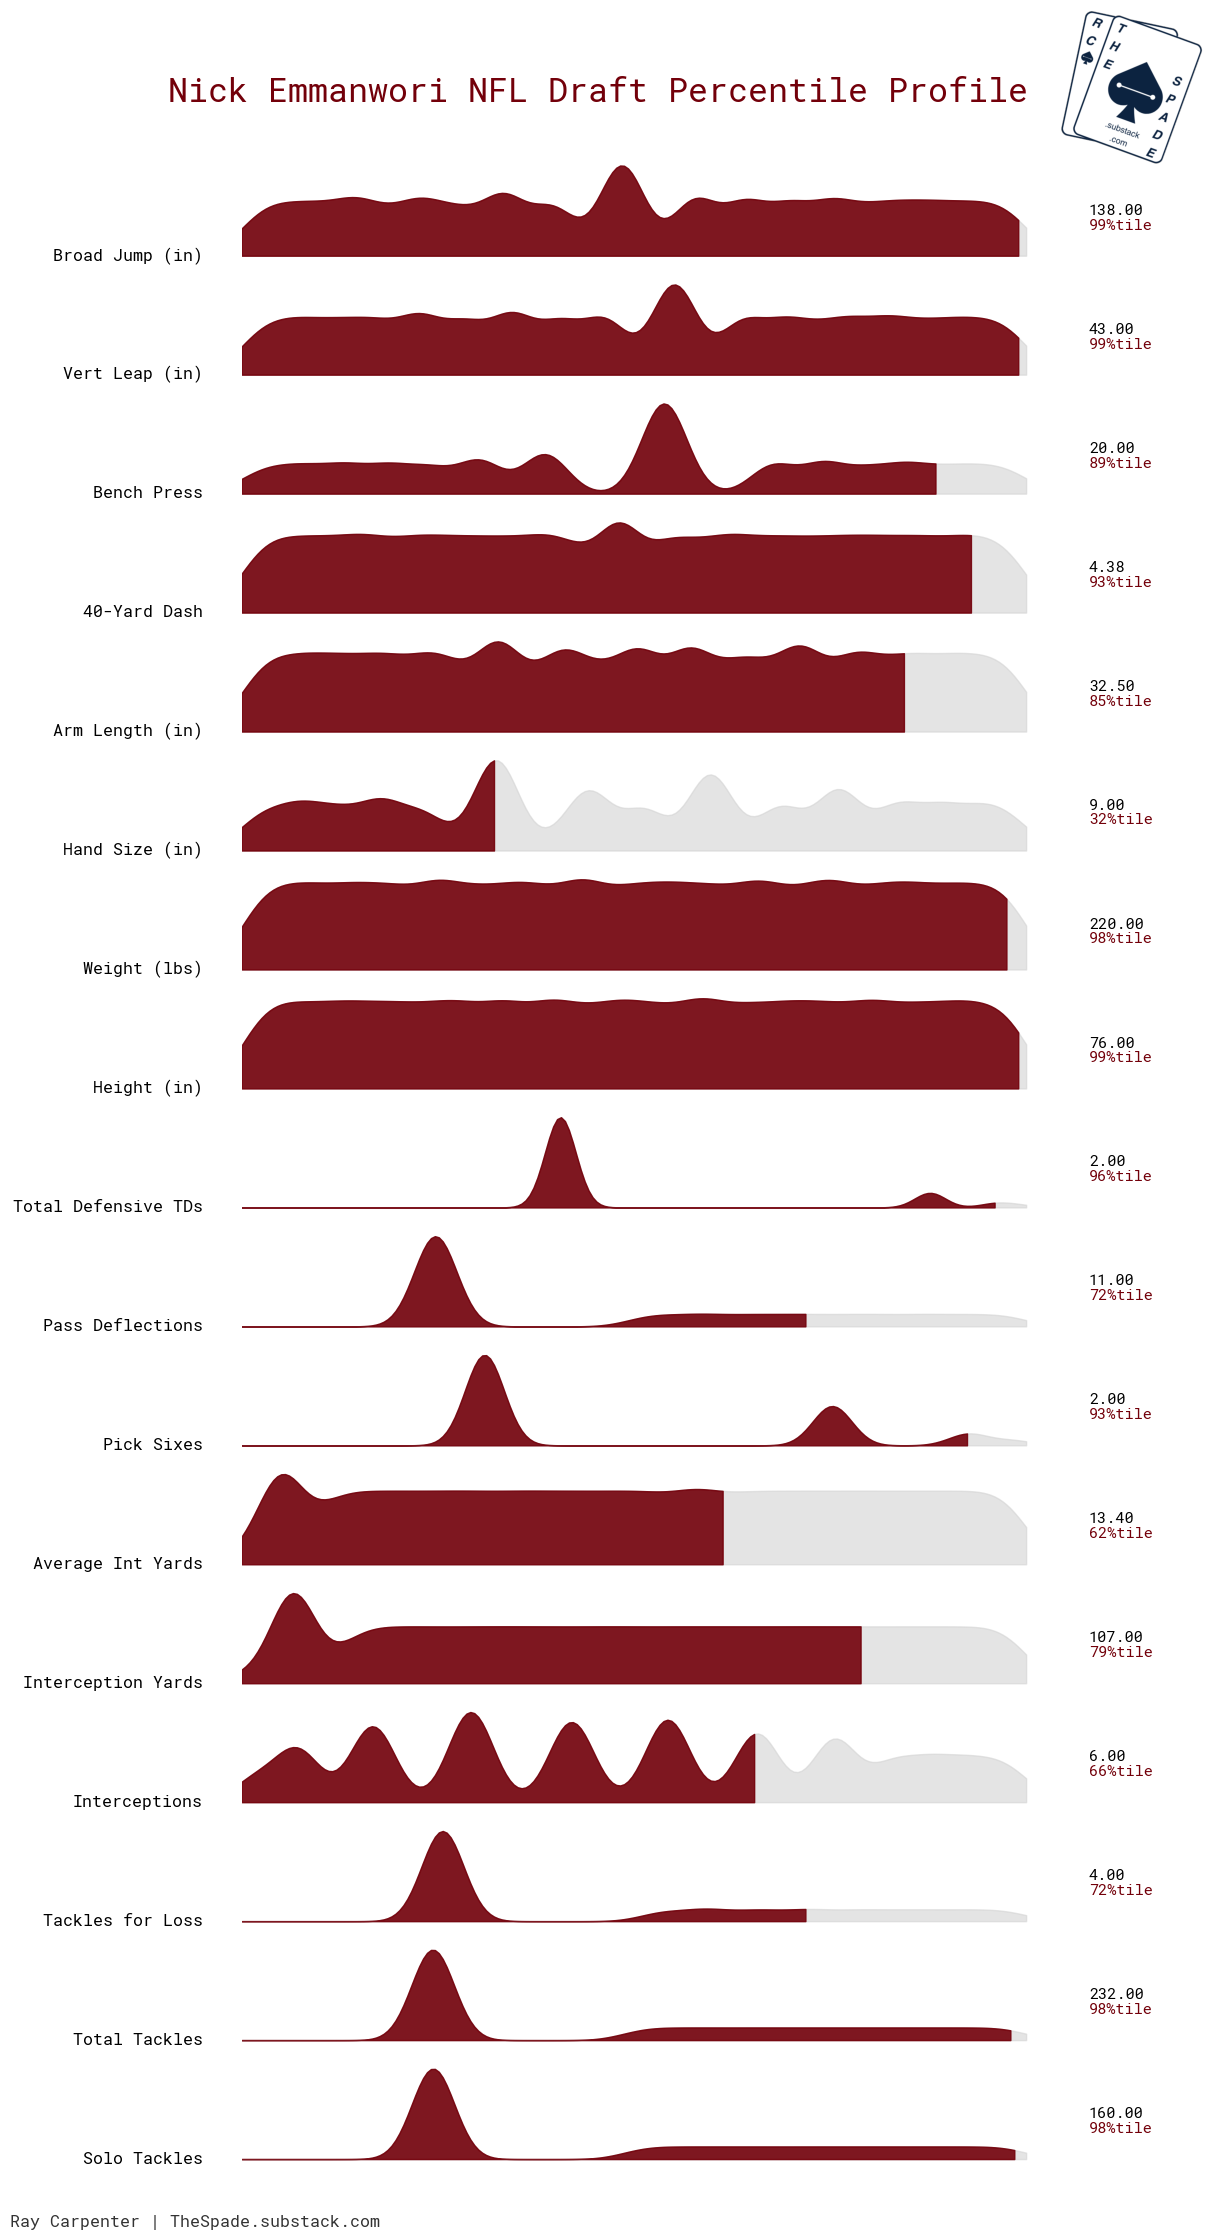 R
C
T
H
E
S
P
A
D
E
.substack
.com
Nick Emmanwori NFL Draft Percentile Profile
Broad Jump (in)
138.00
99%tile
Vert Leap (in)
43.00
99%tile
Bench Press
20.00
89%tile
40-Yard Dash
4.38
93%tile
Arm Length (in)
32.50
85%tile
Hand Size (in)
9.00
32%tile
Weight (lbs)
220.00
98%tile
Height (in)
76.00
99%tile
Total Defensive TDs
2.00
96%tile
Pass Deflections
11.00
72%tile
Pick Sixes
2.00
93%tile
Average Int Yards
13.40
62%tile
Interception Yards
107.00
79%tile
Interceptions
6.00
66%tile
Tackles for Loss
4.00
72%tile
Total Tackles
232.00
98%tile
Solo Tackles
160.00
98%tile
Ray Carpenter | TheSpade.substack.com